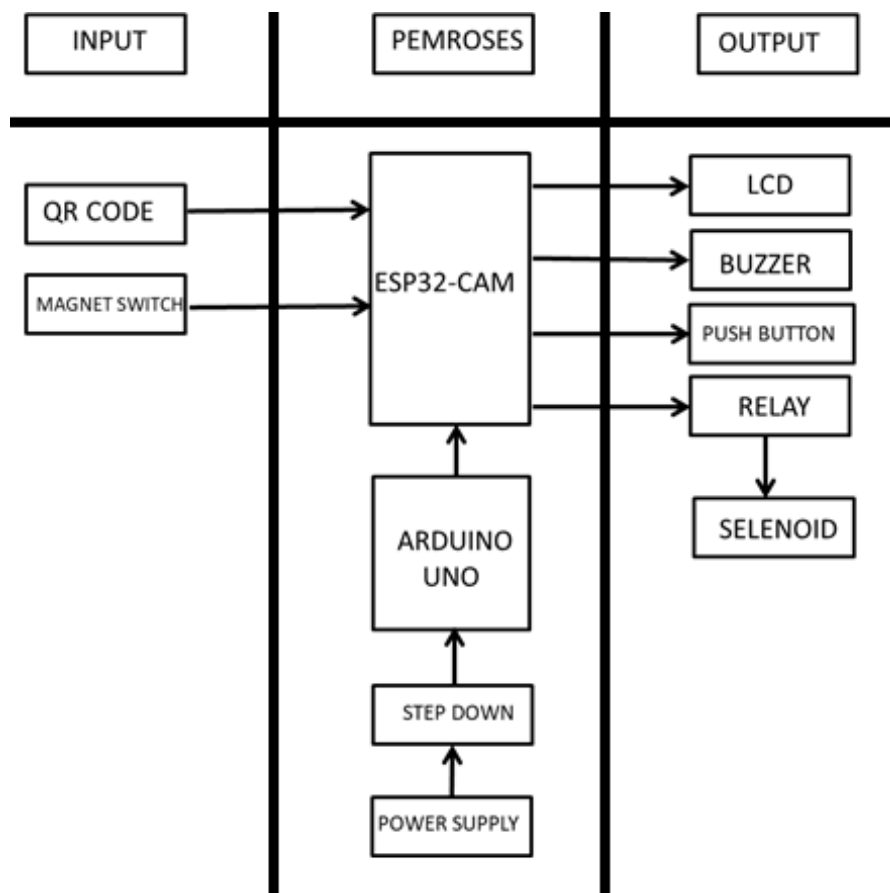 INPUT
PEMROSES
OUTPUT
QR CODE
MAGNET SWITCH
ESP32-CAM
LCD
BUZZER
PUSH BUTTON
RELAY
SELENOID
ARDUINO
UNO
STEP DOWN
POWER SUPPLY